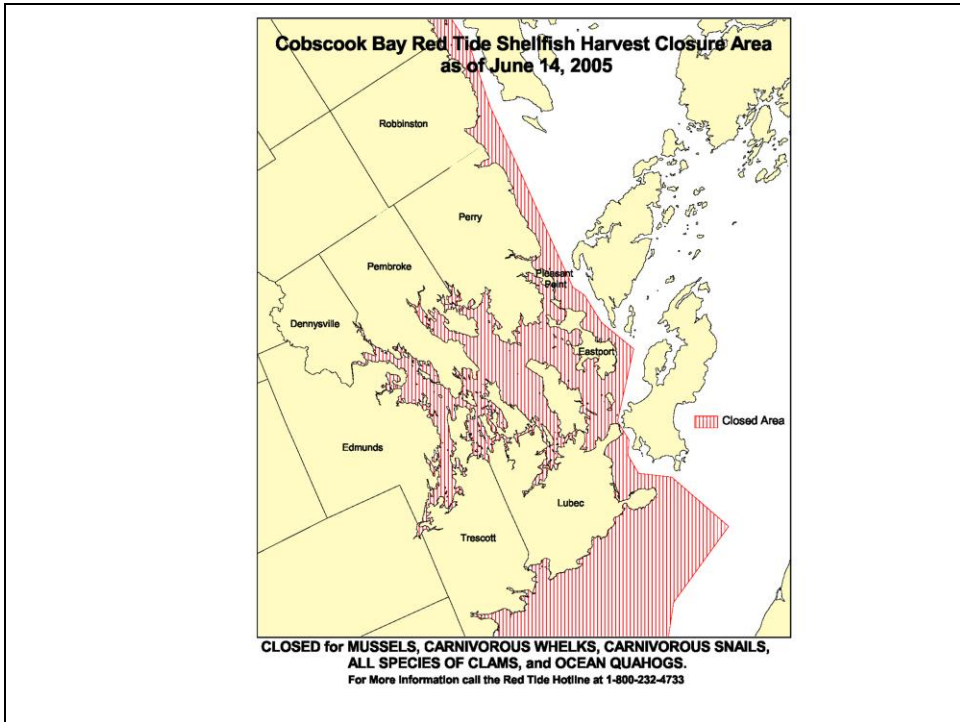 Cobscook Bay Red Tide Shellfish Harvest Closure Area
as of June 14, 2005
Robbinston
Perry
Pleasant
Point
Pembroke
Dennysville
Eastport
Closed Area
Edmunds
Lubec
Trescott
CLOSED for MUSSELS, CARNIVOROUS WHELKS, CARNIVOROUS SNAILS,
ALL SPECIES OF CLAMS, and OCEAN QUAHOGS.
For More Information call the Red Tide Hotline at 1-800-232-4733